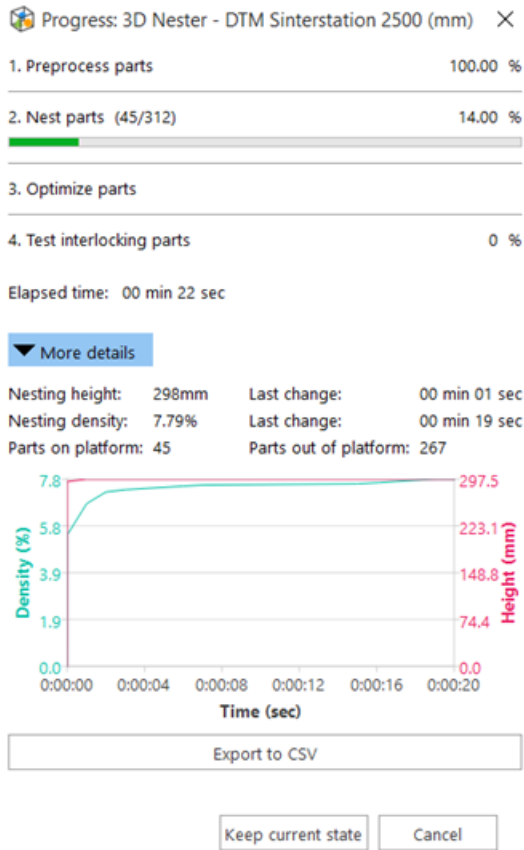 Progress: 3D Nester - DTM Sinterstation 2500 (mm)
1. Preprocess parts 100.00 %
2. Nest parts (45/312) 14.00 %
3. Optimize parts
4. Test interlocking parts 0 %
Elapsed time: 00 min 22 sec
More details
Nesting height: 298mm Last change: 00 min 01 sec
Nesting density: 7.79% Last change: 00 min 19 sec
Parts on platform: 45 Parts out of platform: 267
7.8 297.5
5.8 223.1
3.9 148.8
1.9 74.4
0.0 0.0
Density (%)
Height (mm)
0:00:00 0:00:04 0:00:08 0:00:12 0:00:16 0:00:20
Time (sec)
Export to CSV
Keep current state Cancel